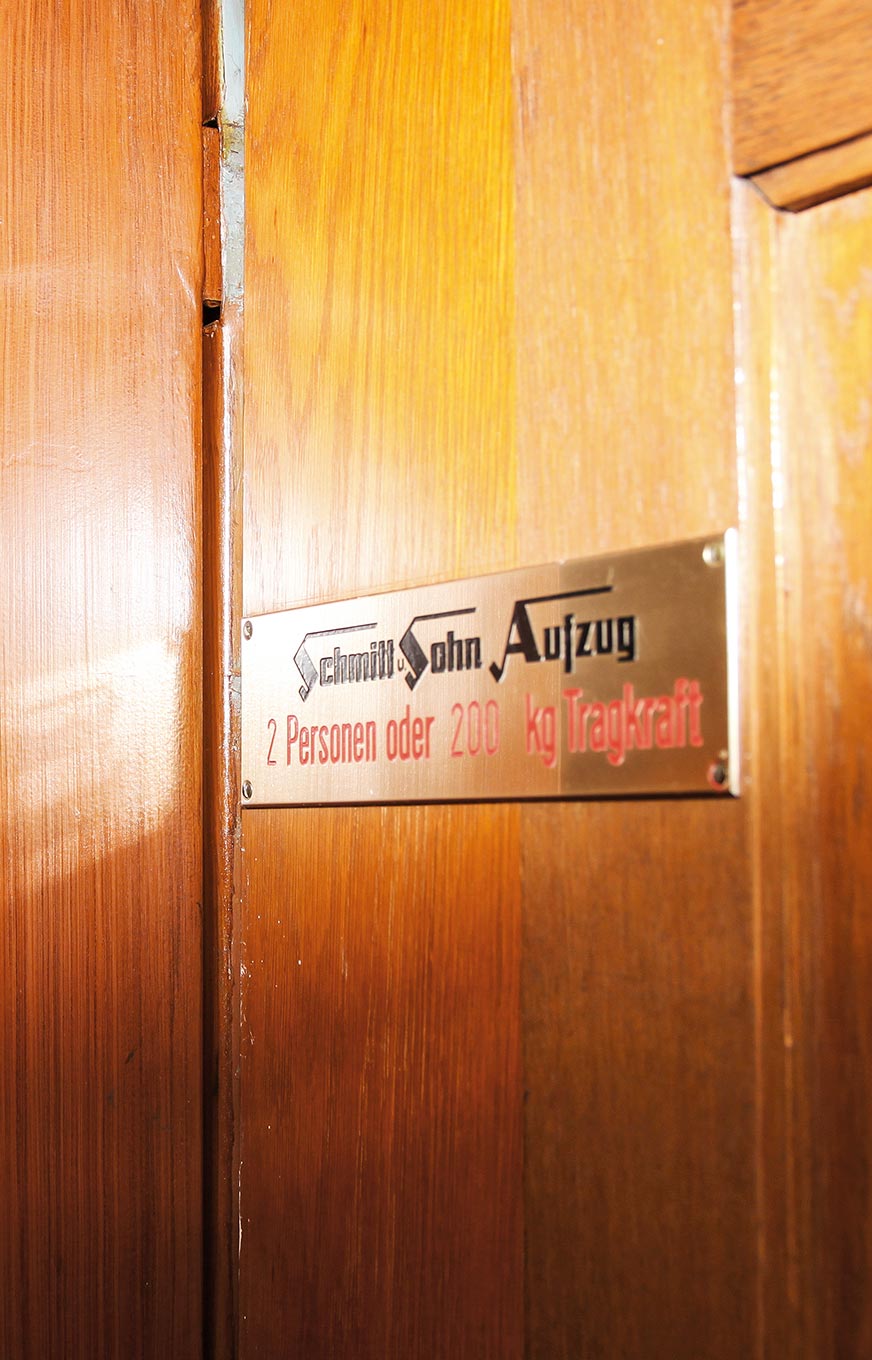 Schmitt u. Sohn Aufzug
2 Personen oder 200 kg Tragkraft